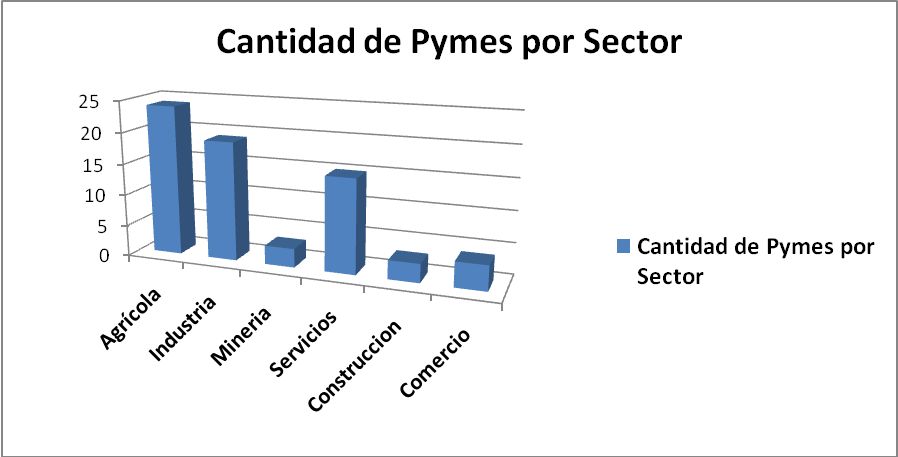 Cantidad de Pymes por Sector
25
20
15
10
5
0
Agrícola
Industria
Mineria
Servicios
Construccion
Comercio
Cantidad de Pymes por
Sector